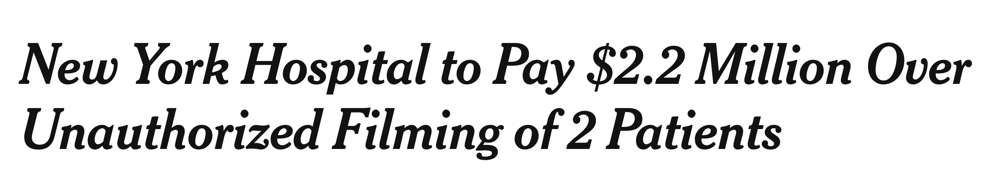 New York Hospital to Pay $2.2 Million Over
Unauthorized Filming of 2 Patients